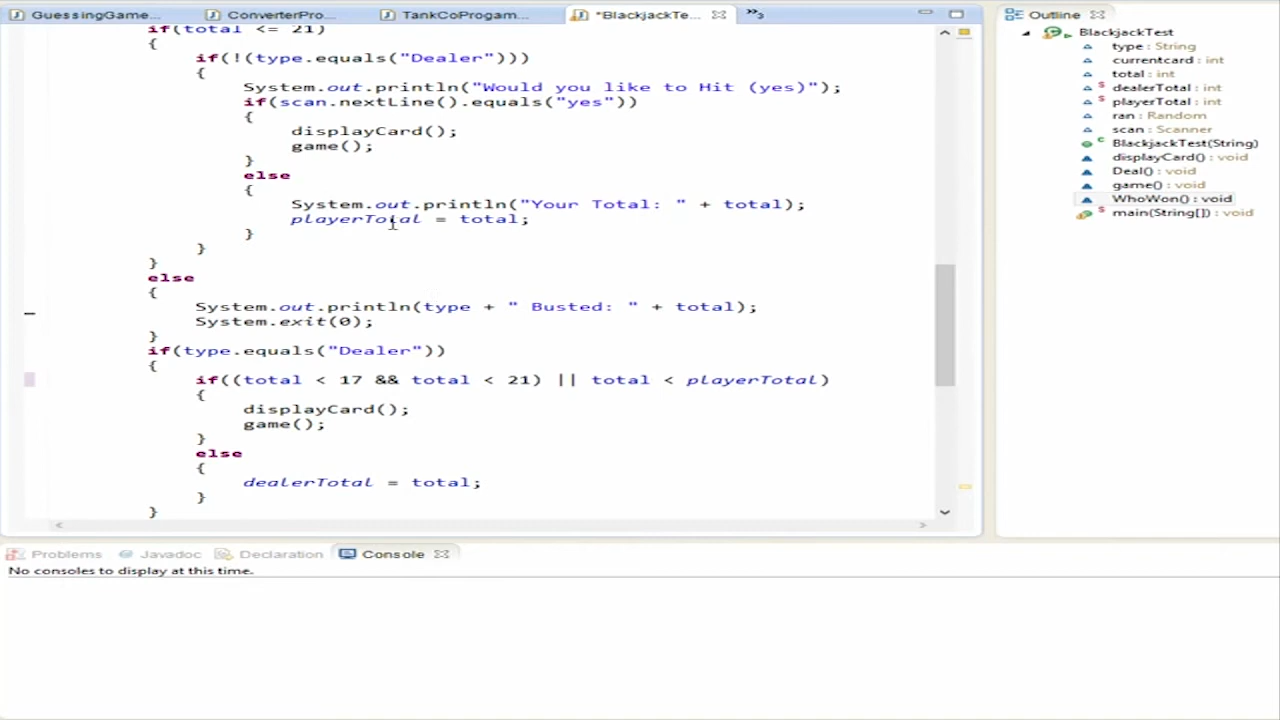 GuessingGame... ConverterPro... TankCoProgam... *BlackjackTe... »3
if(total <= 21)
{
if(!(type.equals("Dealer")))
{
System.out.println("Would you like to Hit (yes)");
if(scan.nextLine().equals("yes"))
{
displayCard();
game();
}
else
{
System.out.println("Your Total: " + total);
playerTotal = total;
}
}
}
else
{
System.out.println(type + " Busted: " + total);
System.exit(0);
}
if(type.equals("Dealer"))
{
if((total < 17 && total < 21) || total < playerTotal)
{
displayCard();
game();
}
else
{
dealerTotal = total;
}
}
Outline
BlackjackTest
type : String
currentcard : int
total : int
dealerTotal : int
playerTotal : int
ran : Random
scan : Scanner
BlackjackTest(String)
displayCard() : void
Deal() : void
game() : void
WhoWon() : void
main(String[]) : void
Problems Javadoc Declaration Console
No consoles to display at this time.